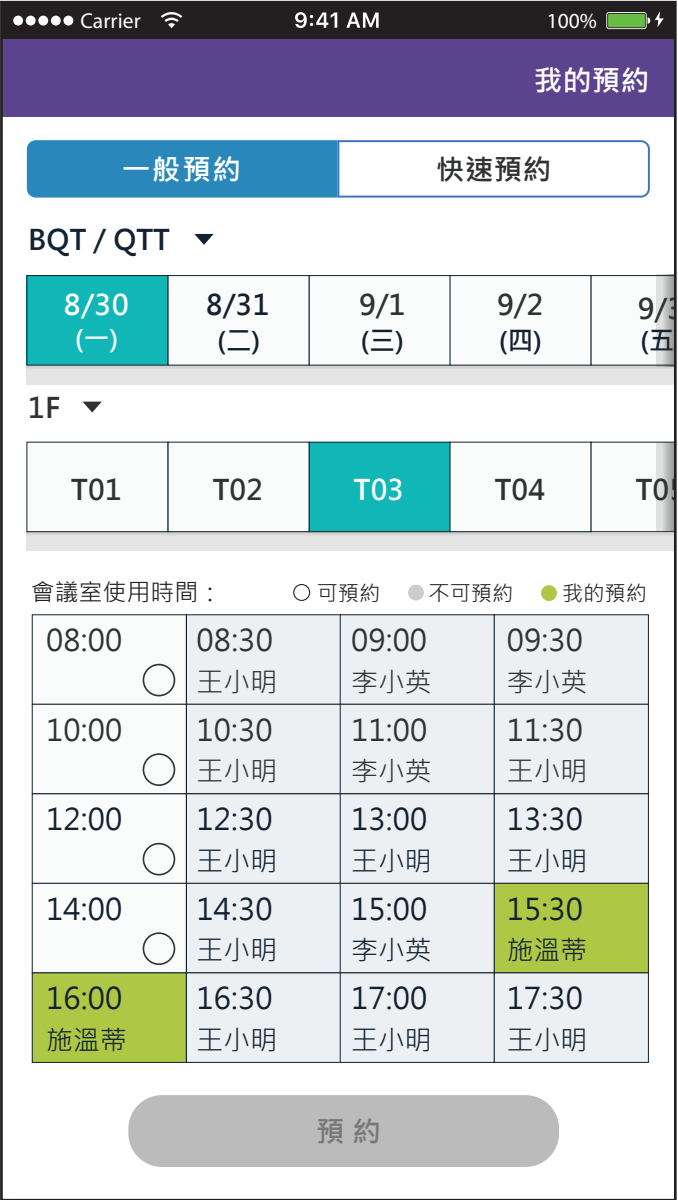 Carrier 9:41 AM 100%
我的預約
一般預約 快速預約
BQT / QTT
8/30 8/31 9/1 9/2 9/3
(一) (二) (三) (四) (五
1F
T01 T02 T03 T04 T05
會議室使用時間： 可預約 不可預約 我的預約
08:00 08:30 09:00 09:30
王小明 李小英 李小英
10:00 10:30 11:00 11:30
王小明 李小英 王小明
12:00 12:30 13:00 13:30
王小明 王小明 王小明
14:00 14:30 15:00 15:30
王小明 李小英 施溫蒂
16:00 16:30 17:00 17:30
施溫蒂 王小明 王小明 王小明
預約